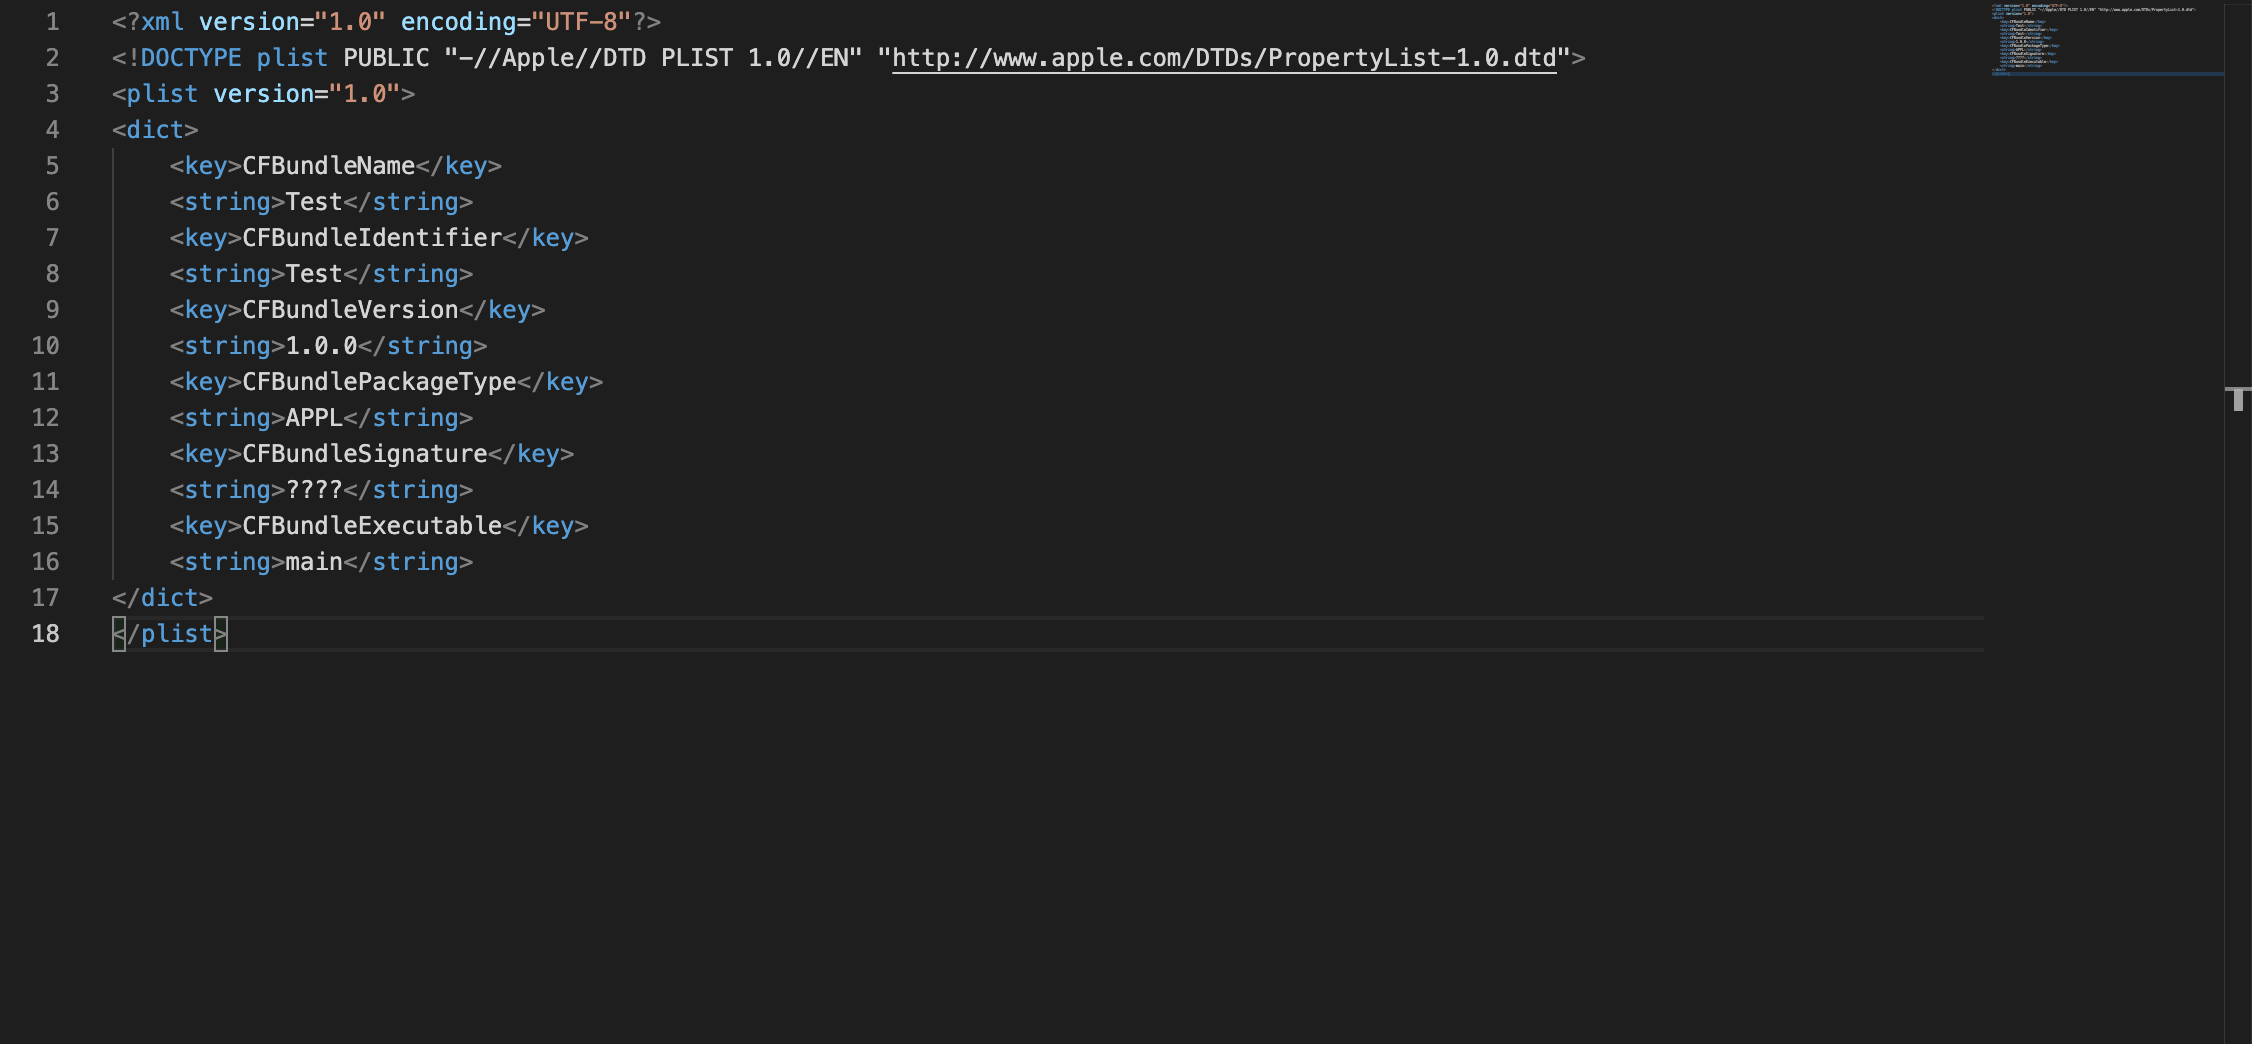 1 <?xml version="1.0" encoding="UTF-8"?>
2 <!DOCTYPE plist PUBLIC "-//Apple//DTD PLIST 1.0//EN" "http://www.apple.com/DTDs/PropertyList-1.0.dtd">
3 <plist version="1.0">
4 <dict>
5     <key>CFBundleName</key>
6     <string>Test</string>
7     <key>CFBundleIdentifier</key>
8     <string>Test</string>
9     <key>CFBundleVersion</key>
10     <string>1.0.0</string>
11     <key>CFBundlePackageType</key>
12     <string>APPL</string>
13     <key>CFBundleSignature</key>
14     <string>????</string>
15     <key>CFBundleExecutable</key>
16     <string>main</string>
17 </dict>
18 </plist>